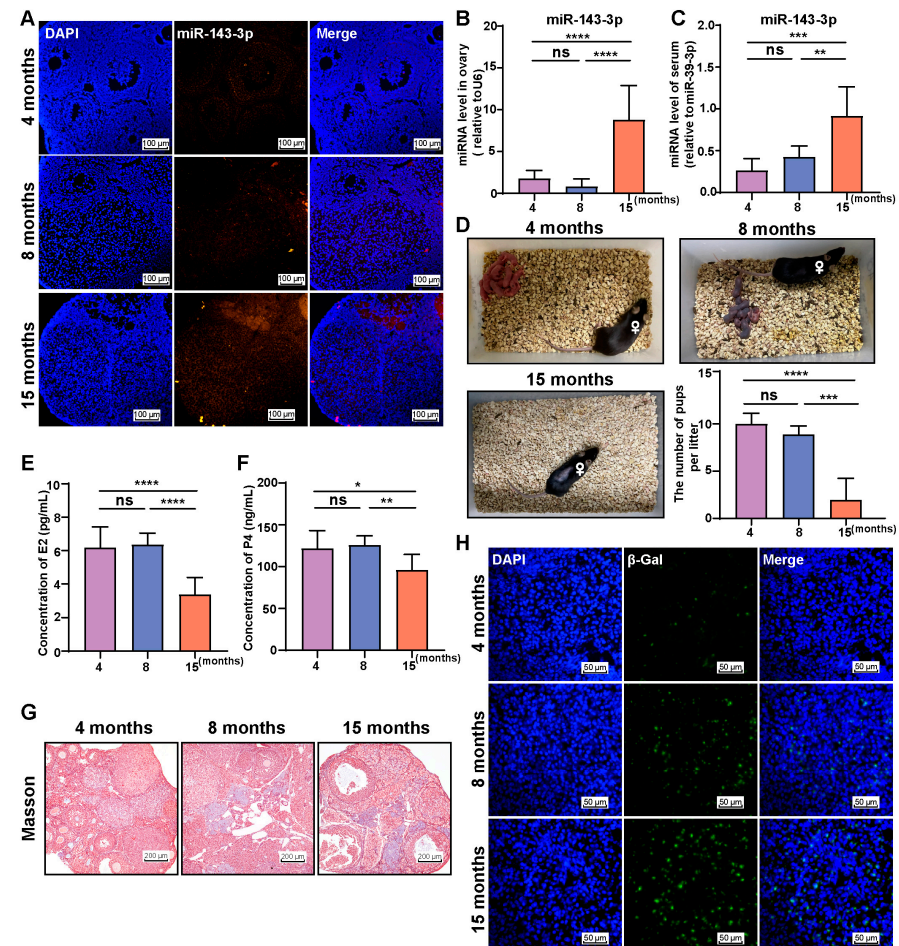 A
DAPI
miR-143-3p
Merge
4 months
100 µm
100 µm
100 µm
8 months
100 µm
100 µm
100 µm
15 months
100 µm
100 µm
100 µm
B
miR-143-3p
miRNA level in ovary
( relative toU6)
20
15
10
5
0
****
ns
****
4
8
15
(months)
C
miR-143-3p
miRNA level of serum
(relative tomiR-39-3p)
2.0
1.5
1.0
0.5
0.0
***
ns
**
4
8
15
(months)
D
4 months
♀
8 months
♀
15 months
♀
The number of pups
per litter
15
10
5
0
****
ns
***
4
8
15
(months)
E
Concentration of E2 (pg/mL)
10
8
6
4
2
0
****
ns
****
4
8
15
(months)
F
Concentration of P4 (ng/mL)
200
150
100
50
0
*
ns
**
4
8
15
(months)
G
4 months
8 months
15 months
Masson
200 µm
200 µm
200 µm
H
DAPI
β-Gal
Merge
4 months
50 µm
50 µm
50 µm
8 months
50 µm
50 µm
50 µm
15 months
50 µm
50 µm
50 µm